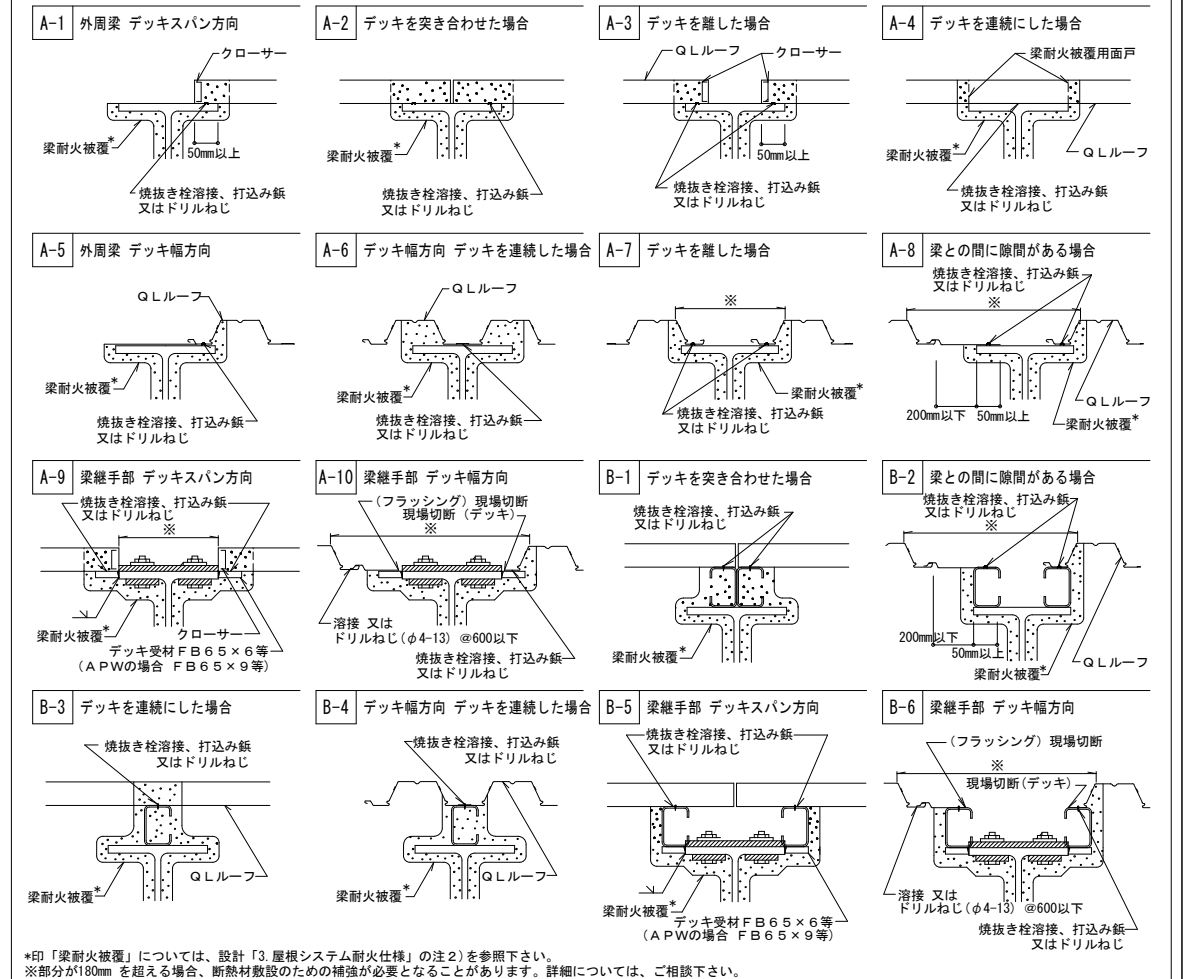 A-1 外周梁 デッキスパン方向
クローサー
梁耐火被覆*
50mm以上
焼抜き栓溶接、打込み鋲
又はドリルねじ
A-2 デッキを突き合わせた場合
梁耐火被覆*
焼抜き栓溶接、打込み鋲
又はドリルねじ
A-3 デッキを離した場合
QLルーフ
クローサー
梁耐火被覆*
50mm以上
焼抜き栓溶接、打込み鋲
又はドリルねじ
A-4 デッキを連続にした場合
梁耐火被覆用面戸
梁耐火被覆*
QLルーフ
焼抜き栓溶接、打込み鋲
又はドリルねじ
A-5 外周梁 デッキ幅方向
QLルーフ
梁耐火被覆*
焼抜き栓溶接、打込み鋲
又はドリルねじ
A-6 デッキ幅方向 デッキを連続した場合
QLルーフ
梁耐火被覆*
焼抜き栓溶接、打込み鋲
又はドリルねじ
A-7 デッキを離した場合
※
梁耐火被覆*
焼抜き栓溶接、打込み鋲
又はドリルねじ
A-8 梁との間に隙間がある場合
焼抜き栓溶接、打込み鋲
又はドリルねじ
※
QLルーフ
200mm以下
50mm以上
梁耐火被覆*
A-9 梁継手部 デッキスパン方向
焼抜き栓溶接、打込み鋲
又はドリルねじ
※
梁耐火被覆*
クローサー
デッキ受材FB65×6等
(APWの場合 FB65×9等)
A-10 梁継手部 デッキ幅方向
(フラッシング)現場切断
現場切断(デッキ)
※
溶接 又は
ドリルねじ(φ4-13) @600以下
焼抜き栓溶接、打込み鋲
又はドリルねじ
B-1 デッキを突き合わせた場合
焼抜き栓溶接、打込み鋲
又はドリルねじ
梁耐火被覆*
B-2 梁との間に隙間がある場合
焼抜き栓溶接、打込み鋲
又はドリルねじ
※
200mm以下
50mm以上
QLルーフ
梁耐火被覆*
B-3 デッキを連続にした場合
焼抜き栓溶接、打込み鋲
又はドリルねじ
QLルーフ
梁耐火被覆*
B-4 デッキ幅方向 デッキを連続した場合
焼抜き栓溶接、打込み鋲
又はドリルねじ
QLルーフ
梁耐火被覆*
B-5 梁継手部 デッキスパン方向
焼抜き栓溶接、打込み鋲
又はドリルねじ
梁耐火被覆*
デッキ受材FB65×6等
(APWの場合 FB65×9等)
B-6 梁継手部 デッキ幅方向
(フラッシング)現場切断
※
現場切断(デッキ)
溶接 又は
ドリルねじ(φ4-13) @600以下
焼抜き栓溶接、打込み鋲
又はドリルねじ
*印「梁耐火被覆」については、設計「3.屋根システム耐火仕様」の注2)を参照下さい。
※部分が180mm を超える場合、断熱材敷設のための補強が必要となることがあります。詳細については、ご相談下さい。